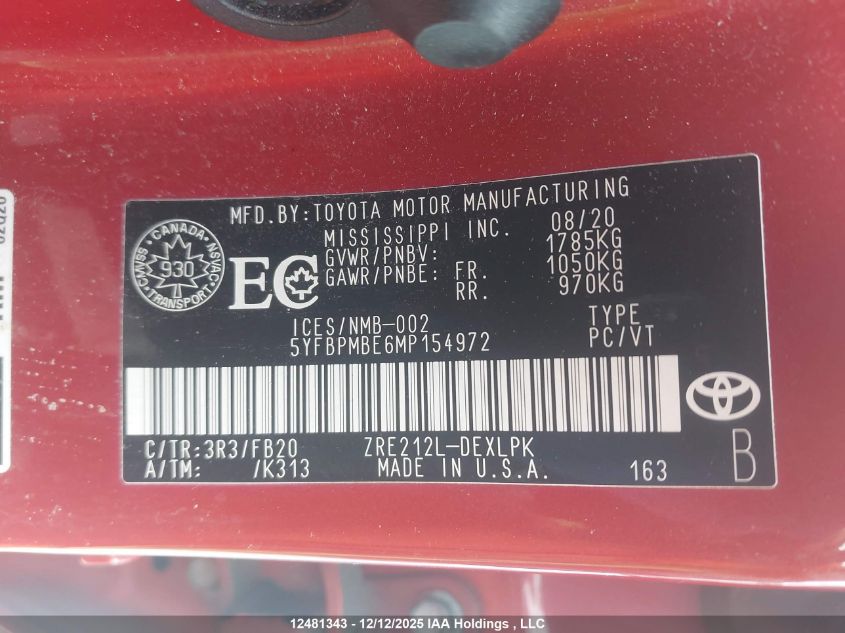 MFD.BY:TOYOTA MOTOR MANUFACTURING
MISSISSIPPI INC. 08/20
GVWR/PNBV: 1785KG
GAWR/PNBE: FR. 1050KG
RR. 970KG
CANADA
CMVSS NSVAC
930
TRANSPORT
EC
ICES/NMB-002
5YFBPMBE6MP154972
TYPE
PC/VT
C/TR:3R3/FB20
ZRE212L-DEXLPK
A/TM: /K313
MADE IN U.S.A.
163
B
12481343 - 12/12/2025 IAA Holdings , LLC